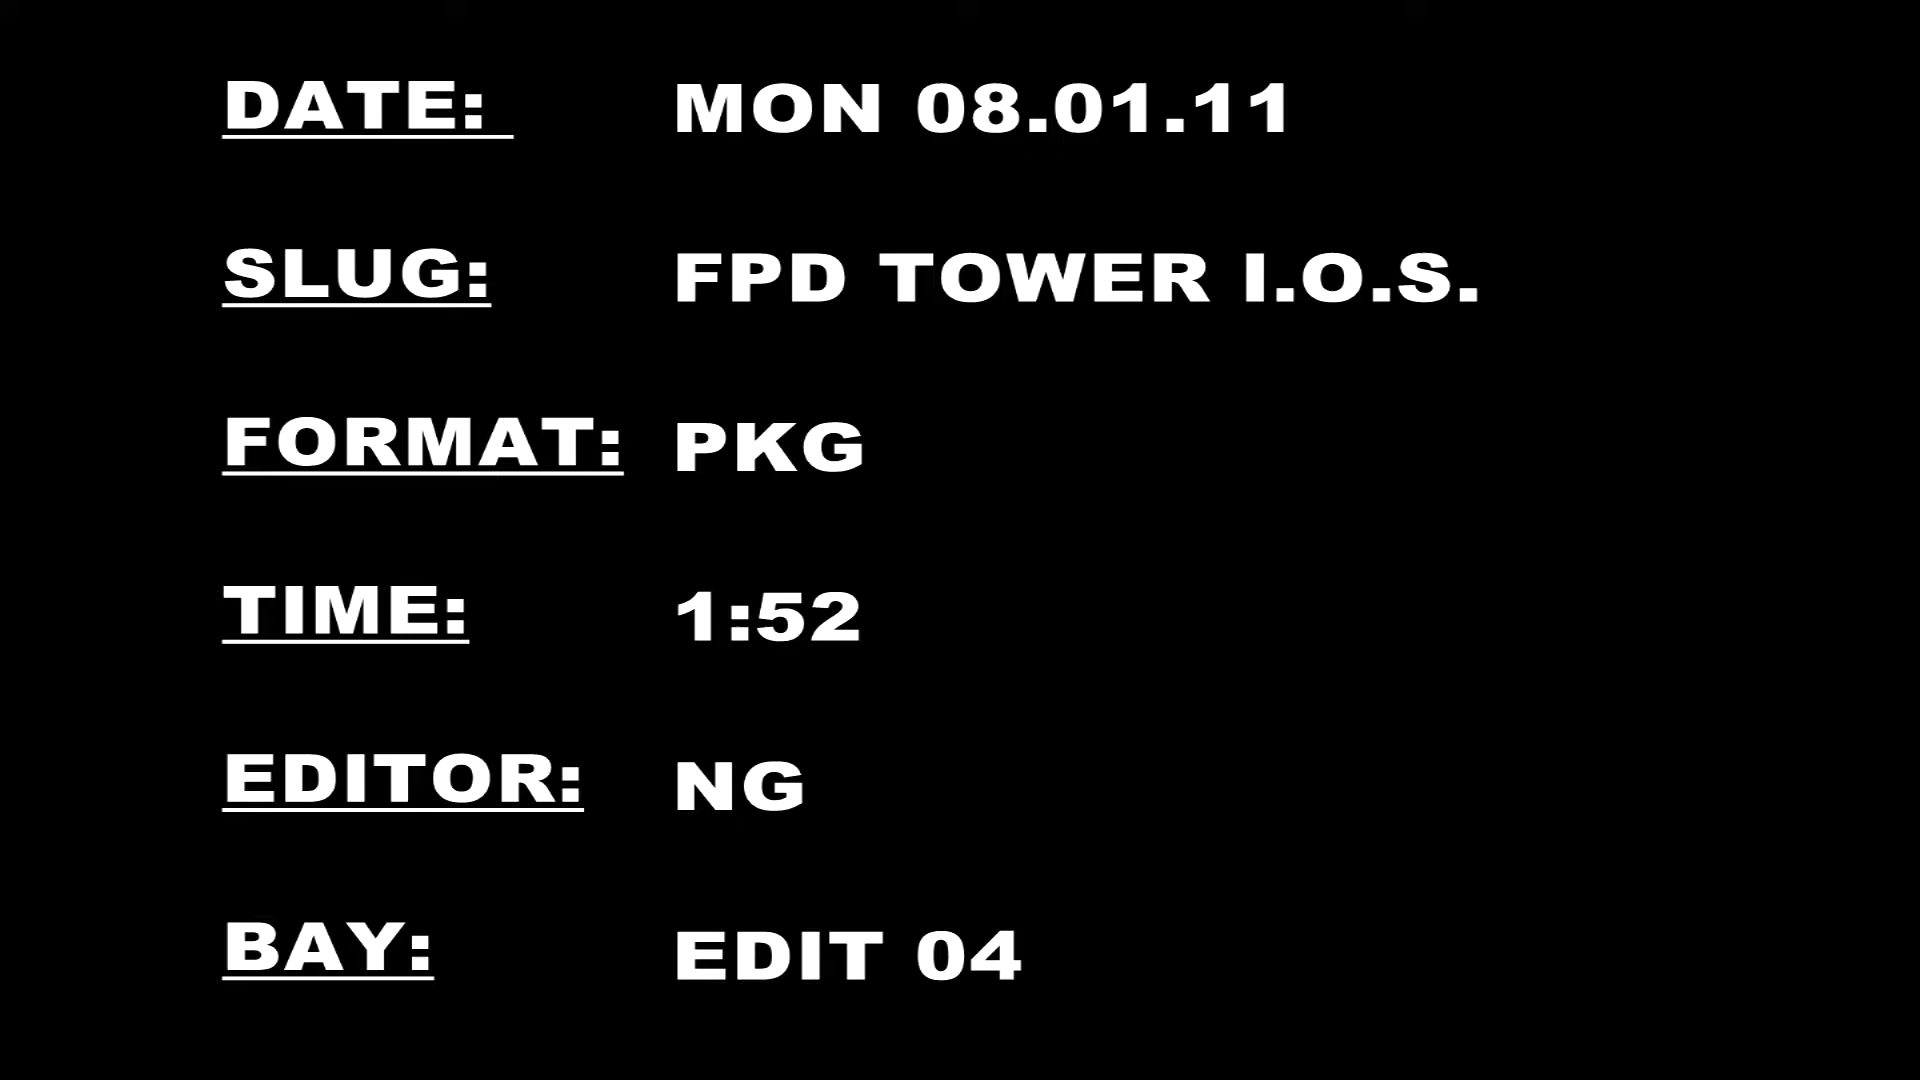 DATE: MON 08.01.11
SLUG: FPD TOWER I.O.S.
FORMAT: PKG
TIME: 1:52
EDITOR: NG
BAY: EDIT 04